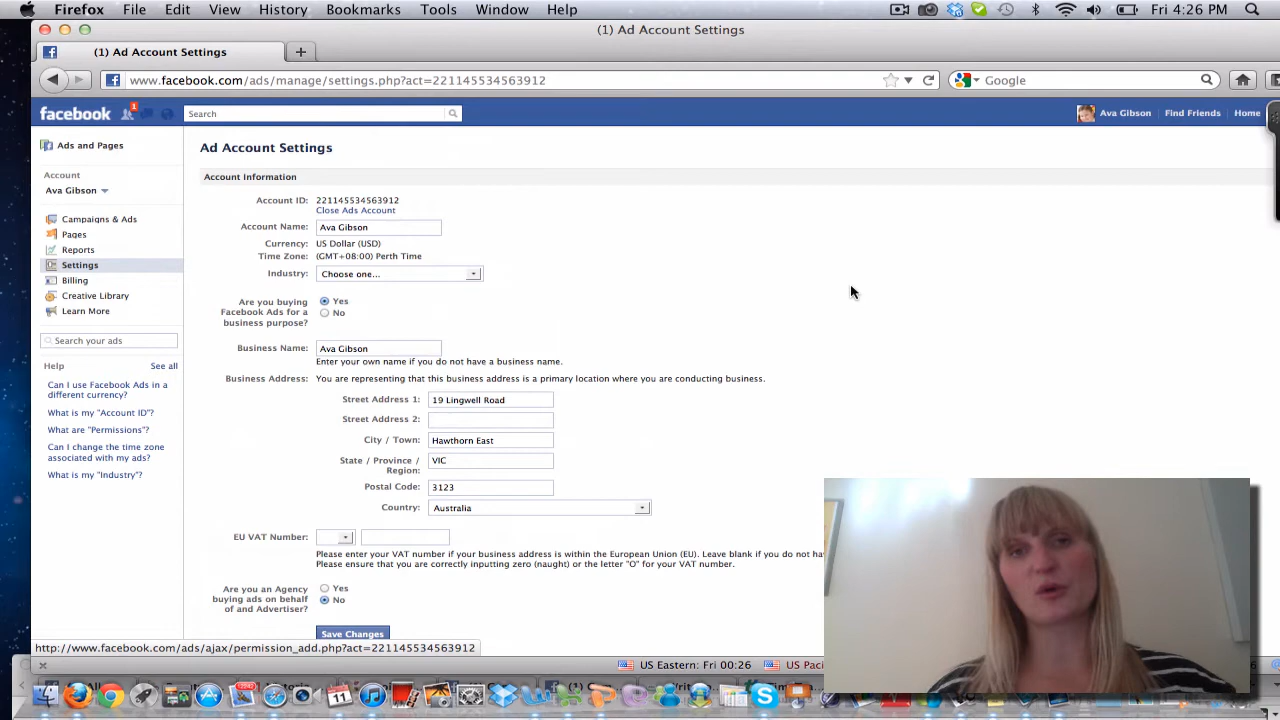 Firefox File Edit View History Bookmarks Tools Window Help Fri 4:26 PM
(1) Ad Account Settings
(1) Ad Account Settings
www.facebook.com/ads/manage/settings.php?act=221145534563912 Google
facebook 1 Search Ava Gibson Find Friends Home
Ads and Pages
Account
Ava Gibson
Campaigns & Ads
Pages
Reports
Settings
Billing
Creative Library
Learn More
Search your ads
Help See all
Can I use Facebook Ads in a
different currency?
What is my "Account ID"?
What are "Permissions"?
Can I change the time zone
associated with my ads?
What is my "Industry"?
Ad Account Settings
Account Information
Account ID: 221145534563912
Close Ads Account
Account Name: Ava Gibson
Currency: US Dollar (USD)
Time Zone: (GMT+08:00) Perth Time
Industry: Choose one...
Are you buying
Facebook Ads for a
business purpose?
Yes
No
Business Name: Ava Gibson
Enter your own name if you do not have a business name.
Business Address: You are representing that this business address is a primary location where you are conducting business.
Street Address 1: 19 Lingwell Road
Street Address 2:
City / Town: Hawthorn East
State / Province /
Region:
VIC
Postal Code: 3123
Country: Australia
EU VAT Number:
Please enter your VAT number if your business address is within the European Union (EU). Leave blank if you do not hav
Please ensure that you are correctly inputing zero (naught) or the letter "O" for your VAT number.
Are you an Agency
buying ads on behalf
of and Advertiser?
Yes
No
Save Changes
http://www.facebook.com/ads/ajax/permission_add.php?act=221145534563912
US Eastern: Fri 00:26 US Paci